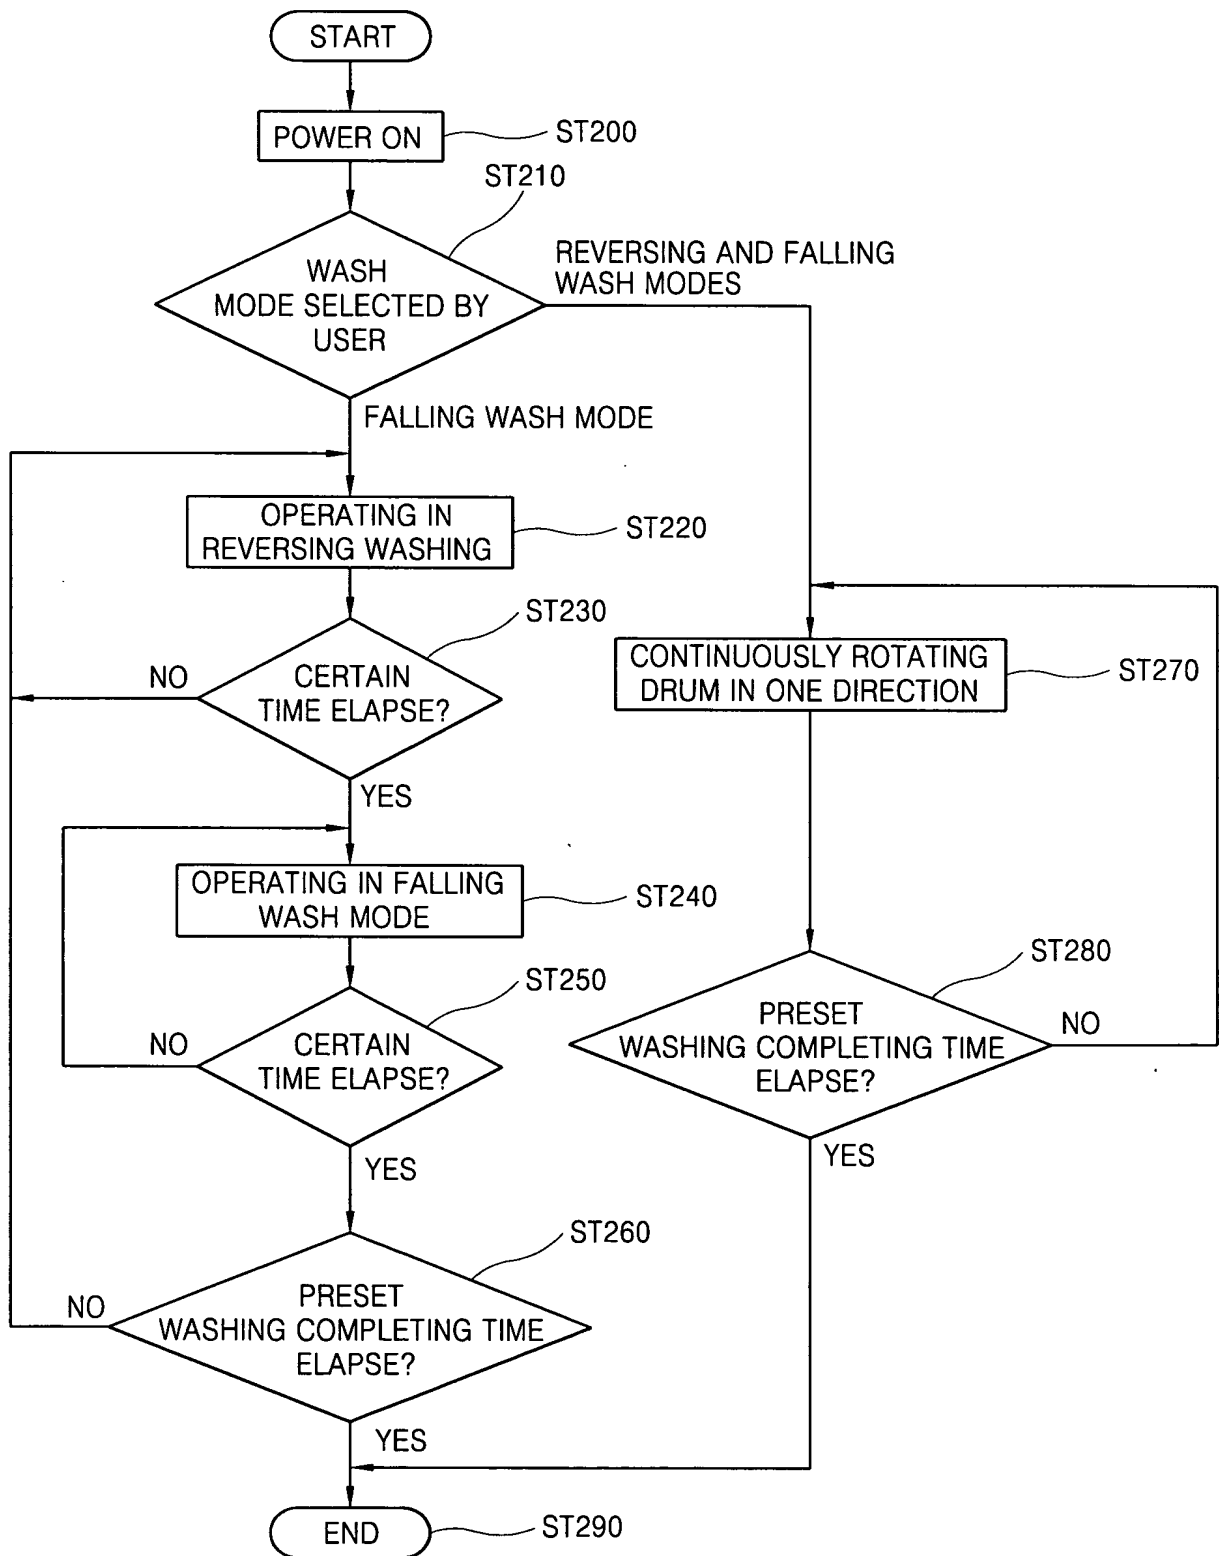 START
POWER ON
ST200
ST210
WASH
MODE SELECTED BY
USER
REVERSING AND FALLING
WASH MODES
FALLING WASH MODE
OPERATING IN
REVERSING WASHING
ST220
ST230
CERTAIN
TIME ELAPSE?
NO
YES
CONTINUOUSLY ROTATING
DRUM IN ONE DIRECTION
ST270
OPERATING IN FALLING
WASH MODE
ST240
ST250
CERTAIN
TIME ELAPSE?
NO
YES
ST280
PRESET
WASHING COMPLETING TIME
ELAPSE?
NO
YES
ST260
PRESET
WASHING COMPLETING TIME
ELAPSE?
NO
YES
END
ST290